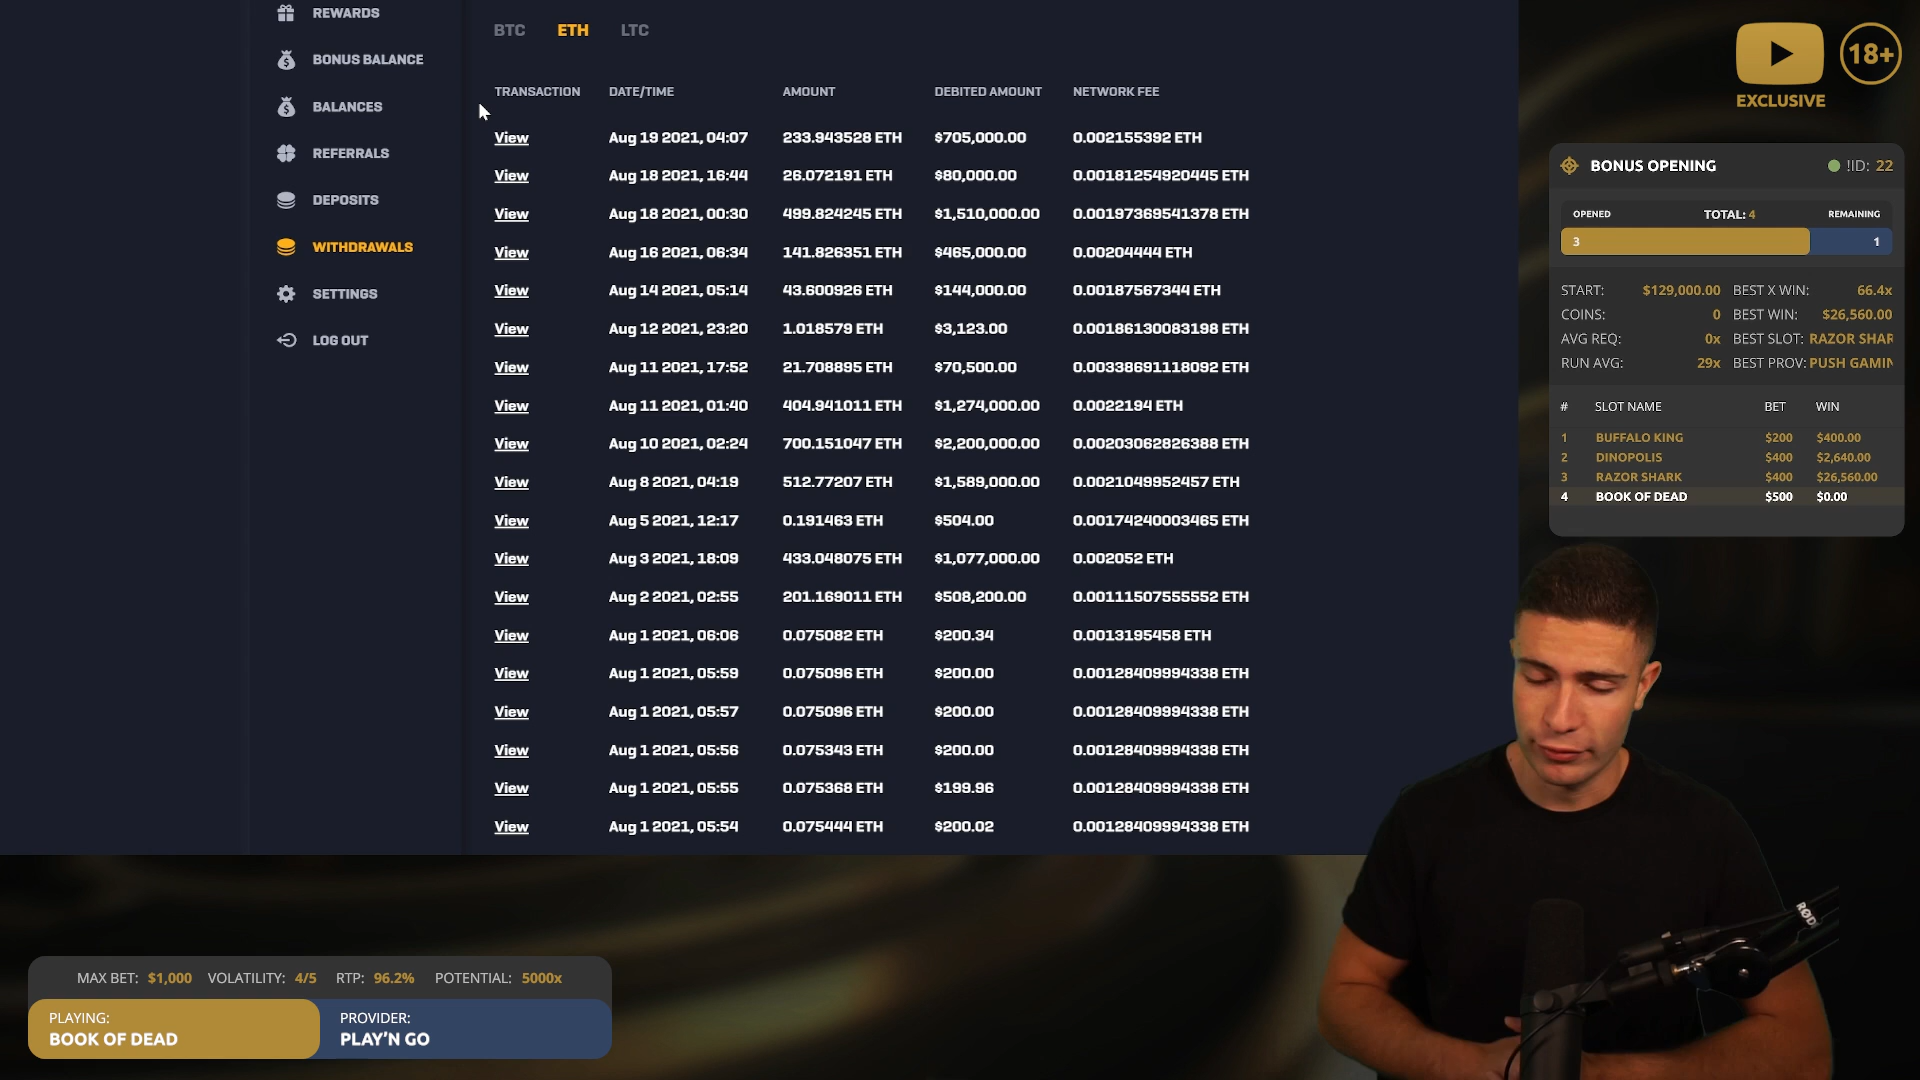 REWARDS
BONUS BALANCE
BALANCES
REFERRALS
DEPOSITS
WITHDRAWALS
SETTINGS
LOG OUT
BTC ETH LTC
TRANSACTION DATE/TIME AMOUNT DEBITED AMOUNT NETWORK FEE
View Aug 19 2021, 04:07 233.943528 ETH $705,000.00 0.002155392 ETH
View Aug 18 2021, 16:44 26.072191 ETH $80,000.00 0.00181254920445 ETH
View Aug 18 2021, 00:30 499.824245 ETH $1,510,000.00 0.00197369541378 ETH
View Aug 16 2021, 06:34 141.826351 ETH $465,000.00 0.00204444 ETH
View Aug 14 2021, 05:14 43.600926 ETH $144,000.00 0.00187567344 ETH
View Aug 12 2021, 23:20 1.018579 ETH $3,123.00 0.00186130083198 ETH
View Aug 11 2021, 17:52 21.708895 ETH $70,500.00 0.00338691118092 ETH
View Aug 11 2021, 01:40 404.941011 ETH $1,274,000.00 0.0022194 ETH
View Aug 10 2021, 02:24 700.151047 ETH $2,200,000.00 0.00203062826388 ETH
View Aug 8 2021, 04:19 512.77207 ETH $1,589,000.00 0.0021049952457 ETH
View Aug 5 2021, 12:17 0.191463 ETH $504.00 0.00174240003465 ETH
View Aug 3 2021, 18:09 433.048075 ETH $1,077,000.00 0.002052 ETH
View Aug 2 2021, 02:55 201.169011 ETH $508,200.00 0.00111507555552 ETH
View Aug 1 2021, 06:06 0.075082 ETH $200.34 0.0013195458 ETH
View Aug 1 2021, 05:59 0.075096 ETH $200.00 0.00128409994338 ETH
View Aug 1 2021, 05:57 0.075096 ETH $200.00 0.00128409994338 ETH
View Aug 1 2021, 05:56 0.075343 ETH $200.00 0.00128409994338 ETH
View Aug 1 2021, 05:55 0.075368 ETH $199.96 0.00128409994338 ETH
View Aug 1 2021, 05:54 0.075444 ETH $200.02 0.00128409994338 ETH
EXCLUSIVE
18+
BONUS OPENING !ID: 22
OPENED TOTAL: 4 REMAINING
3 1
START: $129,000.00 BEST X WIN: 66.4x
COINS: 0 BEST WIN: $26,560.00
AVG REQ: 0x BEST SLOT: RAZOR SHAR
RUN AVG: 29x BEST PROV: PUSH GAMIN
# SLOT NAME BET WIN
1 BUFFALO KING $200 $400.00
2 DINOPOLIS $400 $2,640.00
3 RAZOR SHARK $400 $26,560.00
4 BOOK OF DEAD $500 $0.00
RØD
MAX BET: $1,000 VOLATILITY: 4/5 RTP: 96.2% POTENTIAL: 5000x
PLAYING:
BOOK OF DEAD
PROVIDER:
PLAY'N GO